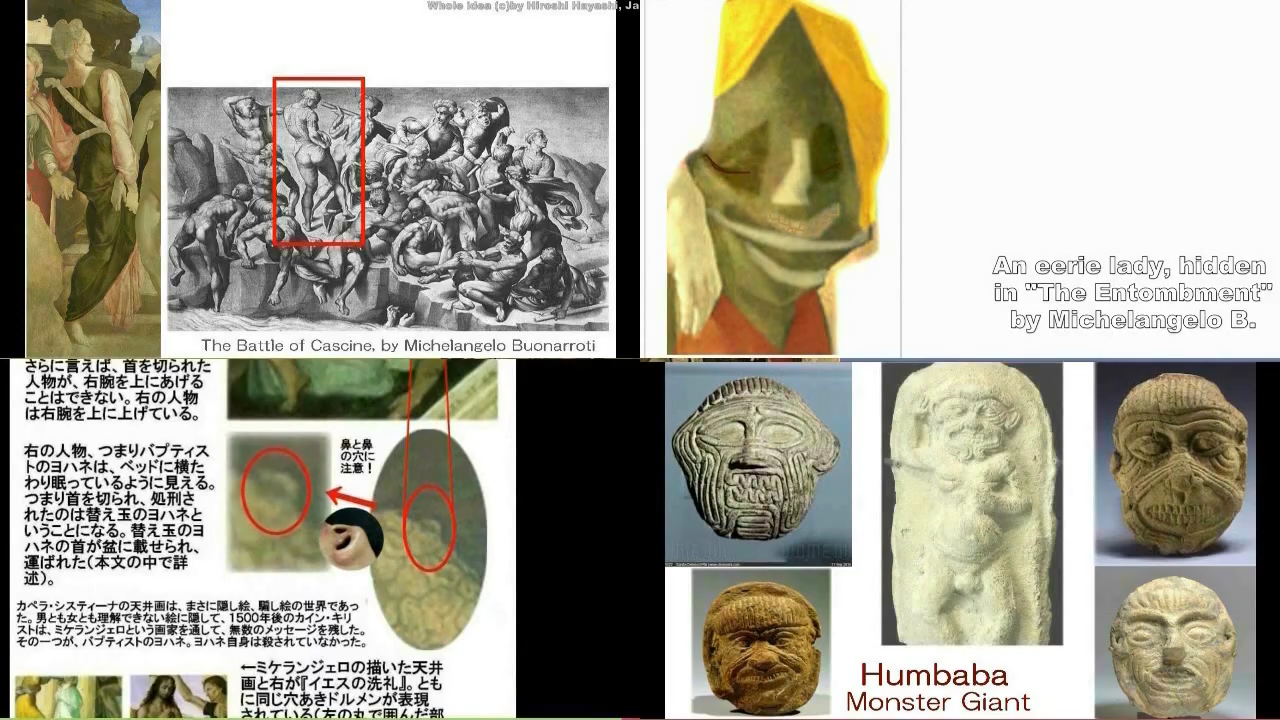 Whole Idea (c)by Hiroshi Hayashi, Ja
The Battle of Cascine, by Michelangelo Buonarroti
An eerie lady, hidden
in "The Entombment"
by Michelangelo B.
さらに言えば、首を切られた
人物が、右腕を上にあげる
ことはできない。右の人物
は右腕を上に上げている。
右の人物、つまりバプティス
トのヨハネは、ベッドに横た
わり眠っているように見える。
つまり首を切られ、処刑さ
れたのは替え玉のヨハネと
いうことになる。替え玉のヨ
ハネの首が盆に載せられ、
運ばれた(本文の中で詳
述)。
鼻と鼻
の穴に
注意!
カペラ・システィーナの天井画は、まさに隠し絵、騙し絵の世界であっ
た。男とも女とも理解できない絵に隠して、1500年後のカイン・キリ
ストは、ミケランジェロという画家を通して、無数のメッセージを残した。
その一つが、バプティストのヨハネ。ヨハネ自身は殺されていなかった。
←ミケランジェロの描いた天井
画と右が『イエスの洗礼』。とも
に同じ穴あきドルメンが表現
されている(左の丸で囲んだ部
Humbaba
Monster Giant